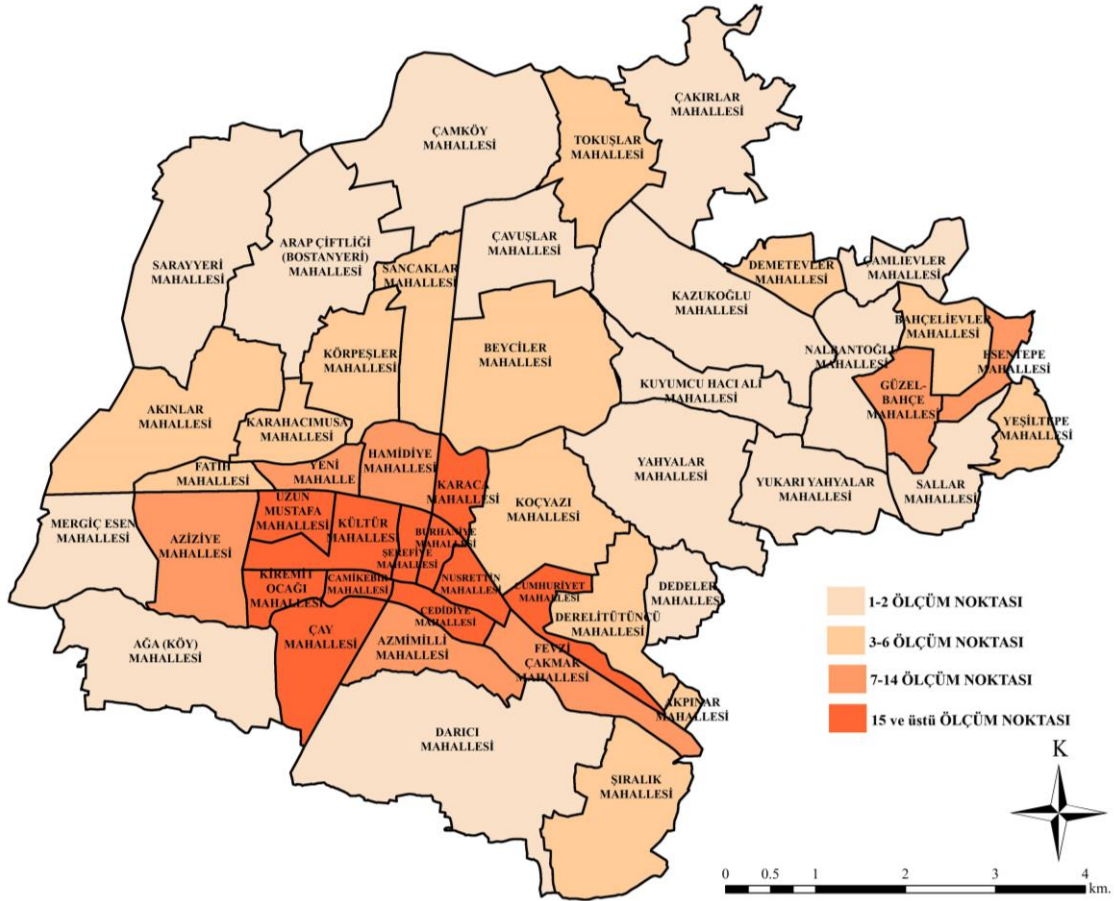 ÇAKIRLAR
MAHALLESİ
ÇAMKÖY
MAHALLESİ
TOKUŞLAR
MAHALLESİ
ÇAVUŞLAR
MAHALLESİ
ARAP ÇİFTLİĞİ
(BOSTANYERİ)
MAHALLESİ
SARAYYERİ
MAHALLESİ
SANCAKLAR
MAHALLESİ
DEMETEVLER
MAHALLESİ
ÇAMLIEVLER
MAHALLESİ
KAZUKOĞLU
MAHALLESİ
BAHÇELİEVLER
MAHALLESİ
NALBANTOĞLU
MAHALLESİ
ESENTEPE
MAHALLESİ
KÖRPEŞLER
MAHALLESİ
BEYCİLER
MAHALLESİ
KUYUMCU HACI ALİ
MAHALLESİ
GÜZEL-
BAHÇE
MAHALLESİ
AKINLAR
MAHALLESİ
KARAHACIMUSA
MAHALLESİ
YEŞİLTEPE
MAHALLESİ
HAMİDİYE
MAHALLESİ
FATİH
MAHALLESİ
YENİ
MAHALLE
YAHYALAR
MAHALLESİ
YUKARI YAHYALAR
MAHALLESİ
SALLAR
MAHALLESİ
KARACA
MAHALLESİ
KOÇYAZI
MAHALLESİ
UZUN
MUSTAFA
MAHALLESİ
KÜLTÜR
MAHALLESİ
MERGİÇ ESEN
MAHALLESİ
AZİZİYE
MAHALLESİ
BURHANİYE
MAHALLESİ
ŞEREFİYE
MAHALLESİ
KİREMİT
OCAĞI
MAHALLESİ
CAMİKEBİR
MAHALLESİ
NUSRETTİN
MAHALLESİ
CUMHURİYET
MAHALLESİ
DEDELER
MAHALLESİ
CEDİDİYE
MAHALLESİ
DERELİTÜTÜNCÜ
MAHALLESİ
ÇAY
MAHALLESİ
AĞA (KÖY)
MAHALLESİ
AZMİMİLLİ
MAHALLESİ
FEVZİ
ÇAKMAK
MAHALLESİ
AKPINAR
MAHALLESİ
DARICI
MAHALLESİ
ŞIRALIK
MAHALLESİ
1-2 ÖLÇÜM NOKTASI
3-6 ÖLÇÜM NOKTASI
7-14 ÖLÇÜM NOKTASI
15 ve üstü ÖLÇÜM NOKTASI
K
0 0.5 1 2 3 4
km.